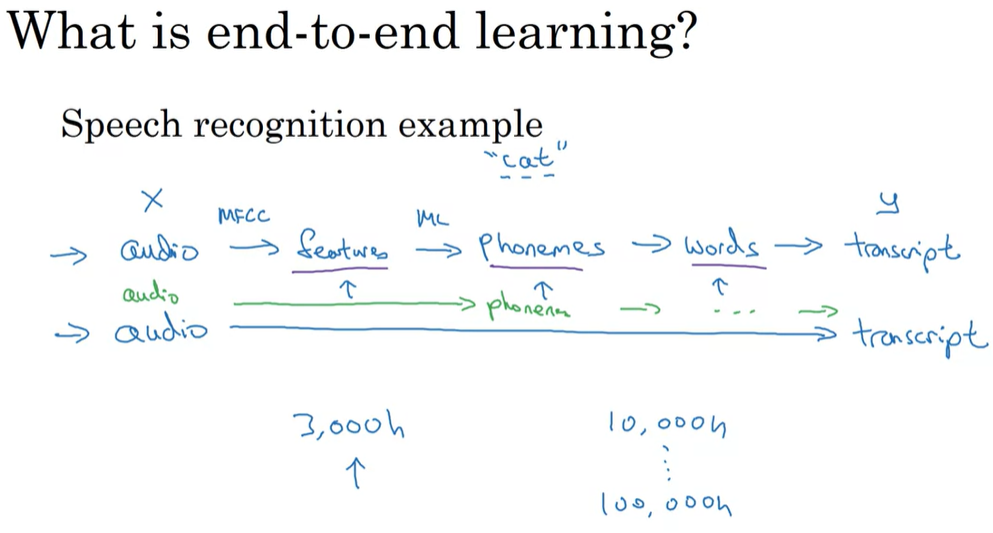 What is end-to-end learning?
Speech recognition example
"cat"
X MFCC ML y
→ audio → features → phonemes → words → transcript
↑ ↑ ↑
audio → phonem → ... →
→ audio → transcript
3,000h 10,000h
↑ ⋮
100,000h